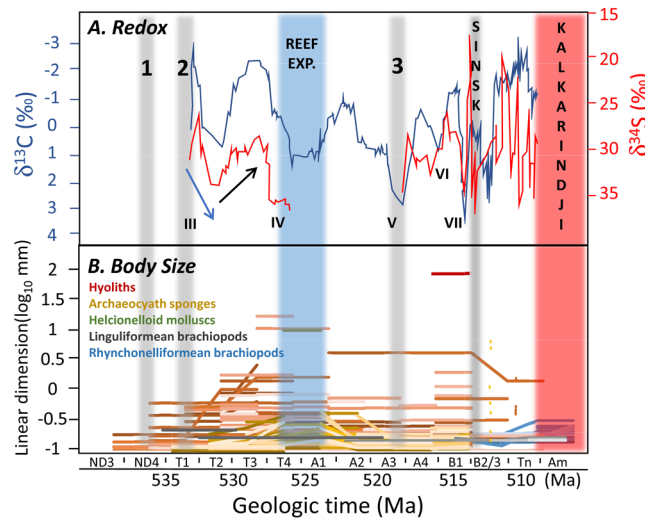 A. Redox
-3
-2
-1
0
1
2
3
4
δ13C (‰)
15
20
25
30
35
δ34S (‰)
1
2
3
REEF
EXP.
S
I
N
S
K
K
A
L
K
A
R
I
N
D
J
I
III
IV
V
VI
VII
B. Body Size
Hyoliths
Archaeocyath sponges
Helcionelloid molluscs
Linguliformean brachiopods
Rhynchonelliformean brachiopods
Linear dimension(log10 mm)
2
1
0.5
0
-0.5
-1
ND3 ND4 T1 T2 T3 T4 A1 A2 A3 A4 B1 B2/3 Tn Am
535 530 525 520 515 510 (Ma)
Geologic time (Ma)